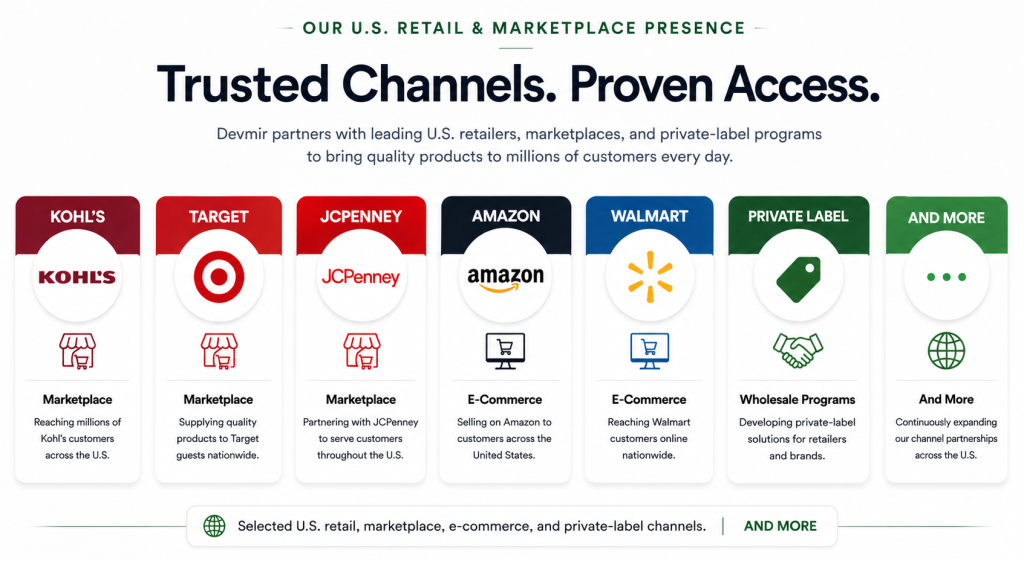 OUR U.S. RETAIL & MARKETPLACE PRESENCE
Trusted Channels. Proven Access.
Devmir partners with leading U.S. retailers, marketplaces, and private-label programs
to bring quality products to millions of customers every day.
KOHL'S
KOHL'S
Marketplace
Reaching millions of
Kohl's customers
across the U.S.
TARGET
Marketplace
Supplying quality
products to Target
guests nationwide.
JCPENNEY
JCPenney
Marketplace
Partnering with JCPenney
to serve customers
throughout the U.S.
AMAZON
amazon
E-Commerce
Selling on Amazon to
customers across the
United States.
WALMART
E-Commerce
Reaching Walmart
customers online
nationwide.
PRIVATE LABEL
Wholesale Programs
Developing private-label
solutions for retailers
and brands.
AND MORE
And More
Continuously expanding
our channel partnerships
across the U.S.
Selected U.S. retail, marketplace, e-commerce, and private-label channels.
AND MORE